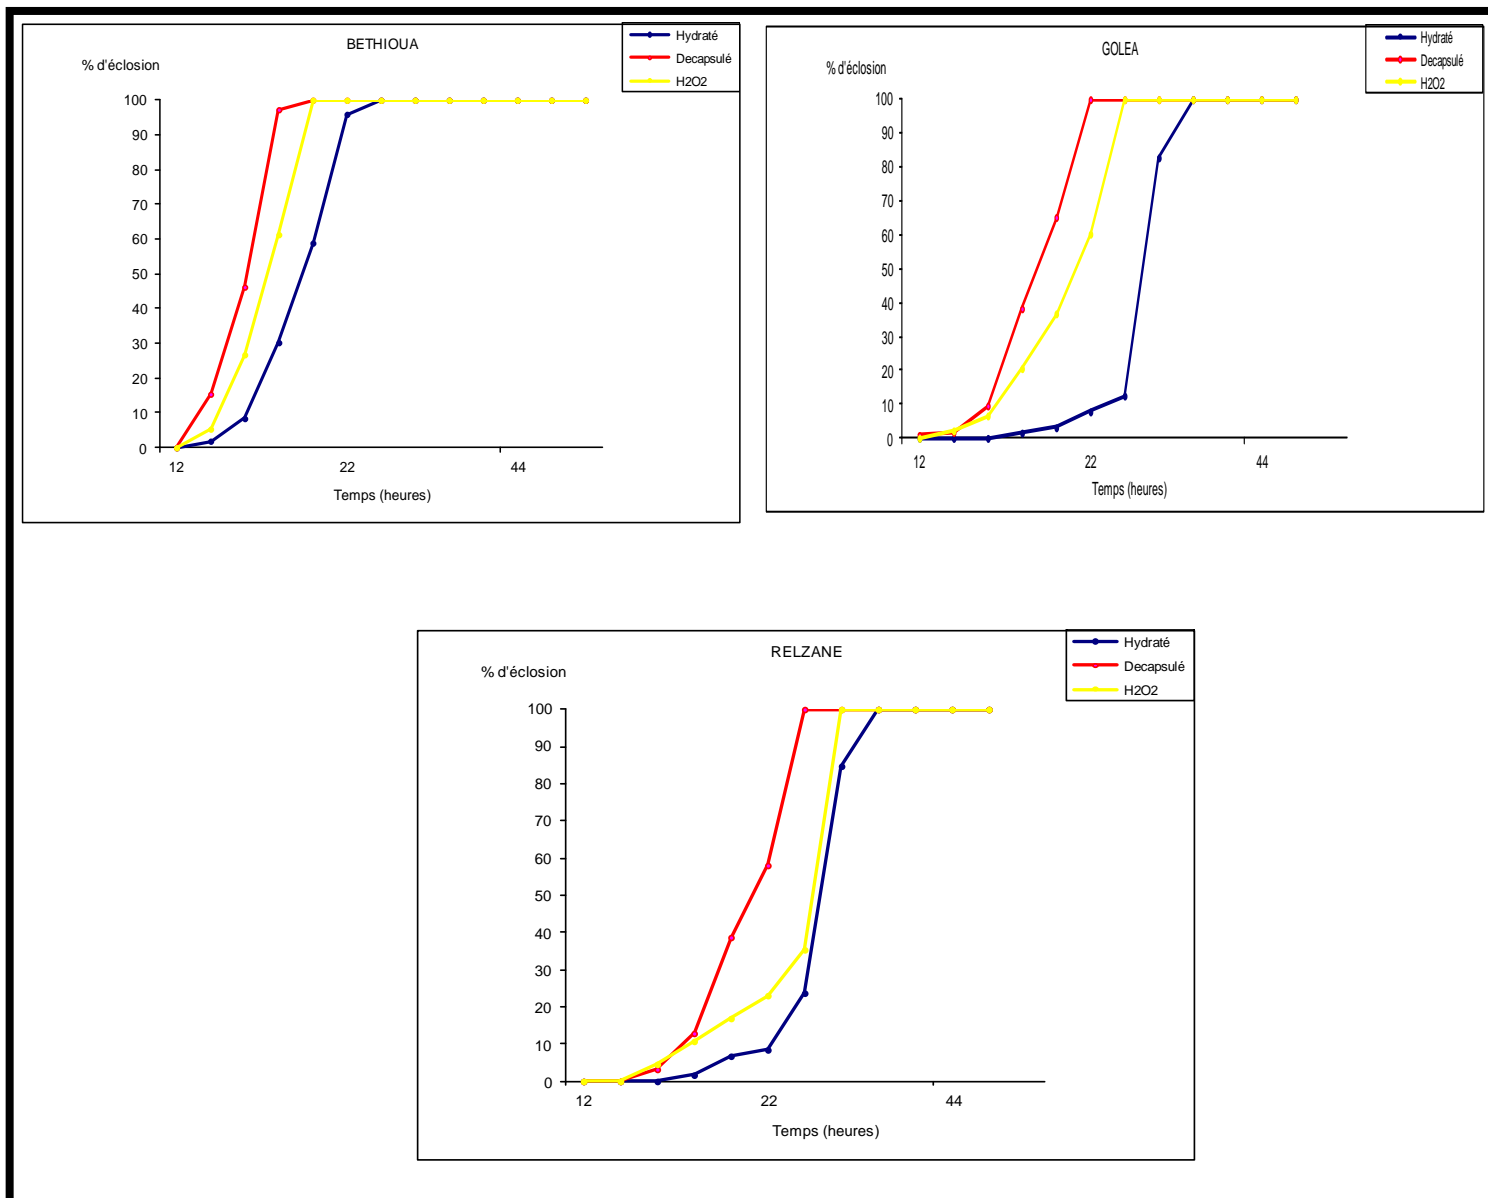 BETHIOUA
Hydraté
Decapsulé
H2O2
% d'éclosion
100
90
80
70
60
50
40
30
20
10
0
12 22 44
Temps (heures)
GOLEA
Hydraté
Decapsulé
H2O2
% d'éclosion
100
90
80
70
60
50
40
30
20
10
0
12 22 44
Temps (heures)
RELZANE
Hydraté
Decapsulé
H2O2
% d'éclosion
100
90
80
70
60
50
40
30
20
10
0
12 22 44
Temps (heures)